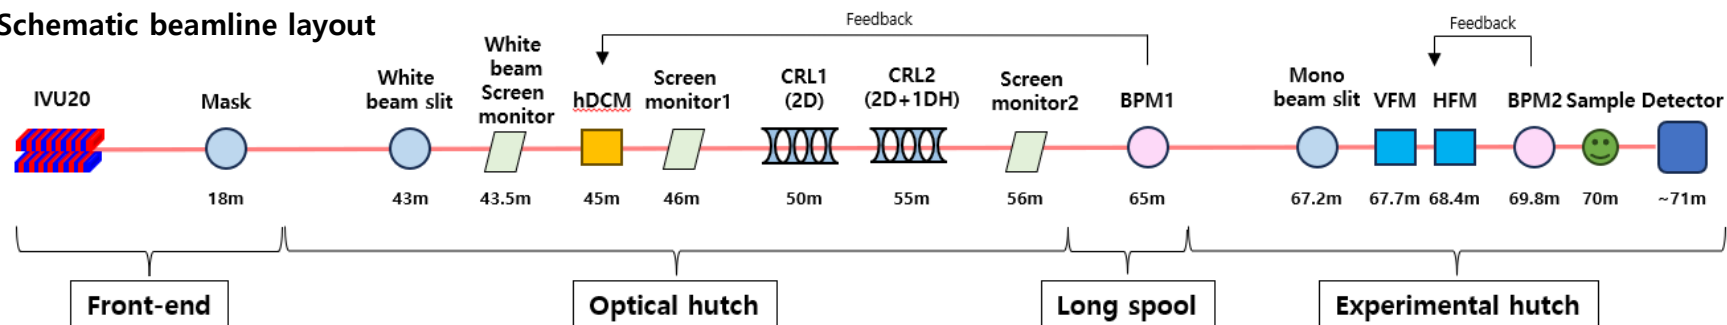 Schematic beamline layout
Feedback
Feedback
IVU20
Mask
White
beam slit
White
beam
Screen
monitor
hDCM
Screen
monitor1
CRL1
(2D)
CRL2
(2D+1DH)
Screen
monitor2
BPM1
Mono
beam slit
VFM
HFM
BPM2
Sample
Detector
18m
43m
43.5m
45m
46m
50m
55m
56m
65m
67.2m
67.7m
68.4m
69.8m
70m
~71m
Front-end
Optical hutch
Long spool
Experimental hutch